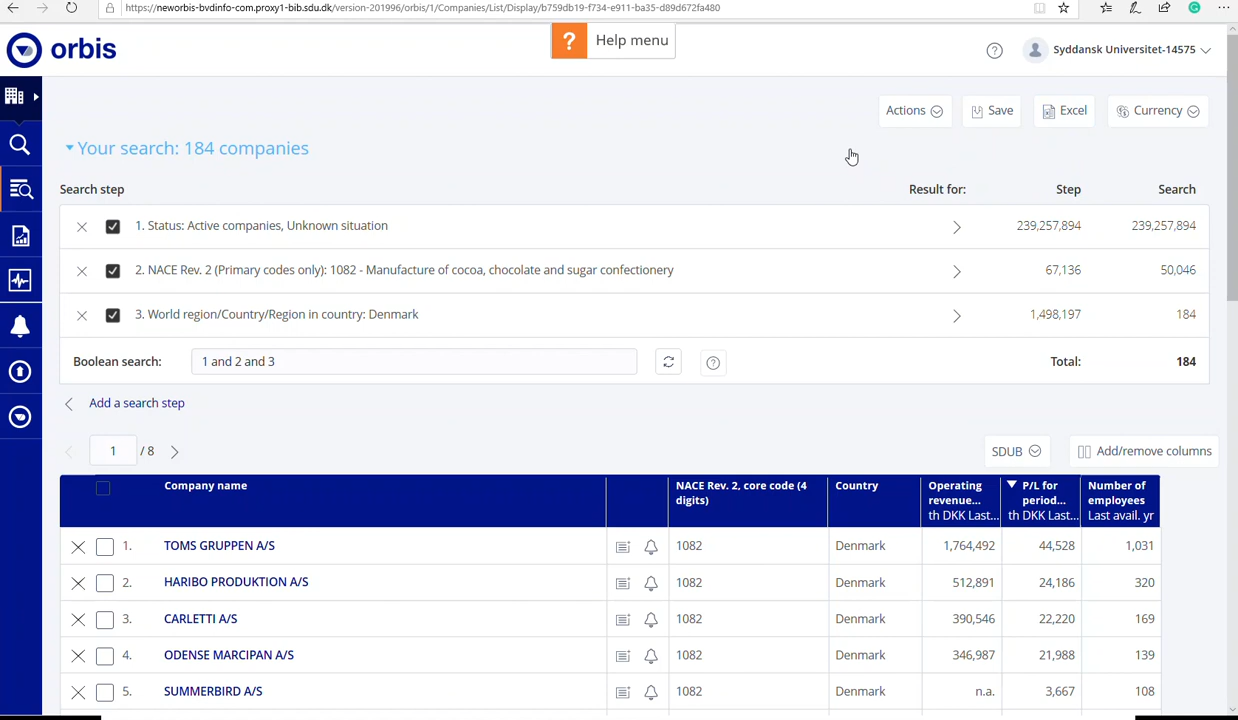 https://neworbis-bvdinfo-com.proxy1-bib.sdu.dk/version-201996/orbis/1/Companies/List/Display/b759db19-f734-e911-ba35-d89d672fa480
orbis
? Help menu
? Syddansk Universitet-14575
Actions Save Excel Currency
Your search: 184 companies
Search step Result for: Step Search
1. Status: Active companies, Unknown situation 239,257,894 239,257,894
2. NACE Rev. 2 (Primary codes only): 1082 - Manufacture of cocoa, chocolate and sugar confectionery 67,136 50,046
3. World region/Country/Region in country: Denmark 1,498,197 184
Boolean search: 1 and 2 and 3 ? Total: 184
Add a search step
1 / 8 SDUB Add/remove columns
Company name NACE Rev. 2, core code (4 Country Operating P/L for Number of
digits) revenue... period... employees
th DKK Last... th DKK Last... Last avail. yr
1. TOMS GRUPPEN A/S 1082 Denmark 1,764,492 44,528 1,031
2. HARIBO PRODUKTION A/S 1082 Denmark 512,891 24,186 320
3. CARLETTI A/S 1082 Denmark 390,546 22,220 169
4. ODENSE MARCIPAN A/S 1082 Denmark 346,987 21,988 139
5. SUMMERBIRD A/S 1082 Denmark n.a. 3,667 108